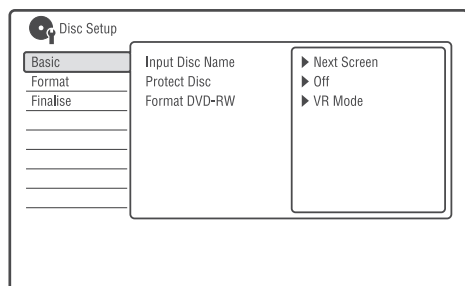 Disc Setup
Basic
Format
Finalise
Input Disc Name
Protect Disc
Format DVD-RW
▶ Next Screen
▶ Off
▶ VR Mode